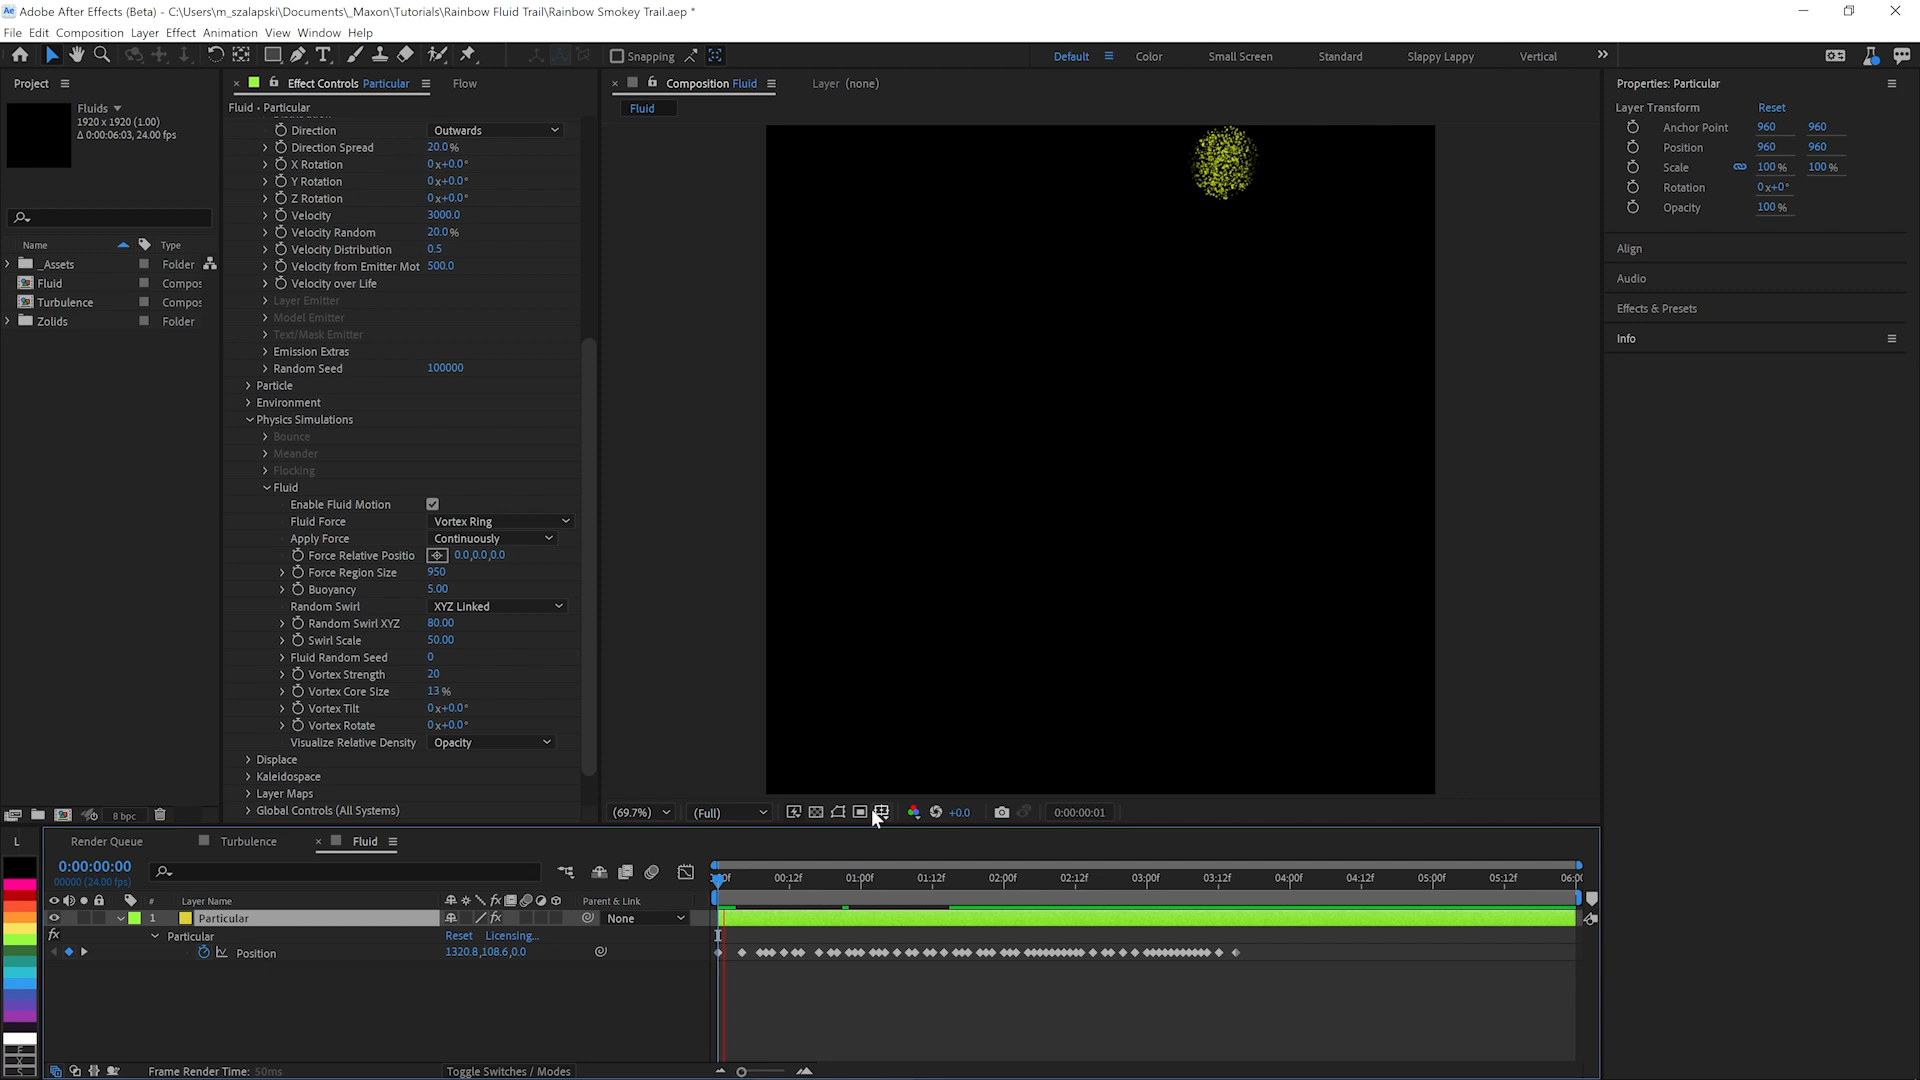 Ae Adobe After Effects (Beta) - C:\Users\m_szalapski\Documents\_Maxon\Tutorials\Rainbow Fluid Trail\Rainbow Smokey Trail.aep *
File Edit Composition Layer Effect Animation View Window Help
Snapping
Default Color Small Screen Standard Slappy Lappy Vertical
Project
Fluids
1920 x 1920 (1.00)
Δ 0:00:06:03, 24.00 fps
Name Type
_Assets Folder
Fluid Compos
Turbulence Compos
Zolids Folder
8 bpc
Effect Controls Particular Flow
Fluid • Particular
Direction Outwards
Direction Spread 20.0%
X Rotation 0x+0.0°
Y Rotation 0x+0.0°
Z Rotation 0x+0.0°
Velocity 3000.0
Velocity Random 20.0%
Velocity Distribution 0.5
Velocity from Emitter Mot 500.0
Velocity over Life
Layer Emitter
Model Emitter
Text/Mask Emitter
Emission Extras
Random Seed 100000
Particle
Environment
Physics Simulations
Bounce
Meander
Flocking
Fluid
Enable Fluid Motion
Fluid Force Vortex Ring
Apply Force Continuously
Force Relative Positio 0.0,0.0,0.0
Force Region Size 950
Buoyancy 5.00
Random Swirl XYZ Linked
Random Swirl XYZ 80.00
Swirl Scale 50.00
Fluid Random Seed 0
Vortex Strength 20
Vortex Core Size 13%
Vortex Tilt 0x+0.0°
Vortex Rotate 0x+0.0°
Visualize Relative Density Opacity
Displace
Kaleidospace
Layer Maps
Global Controls (All Systems)
Composition Fluid Layer (none)
Fluid
(69.7%) (Full) +0.0 0:00:00:01
Properties: Particular
Layer Transform Reset
Anchor Point 960 960
Position 960 960
Scale 100% 100%
Rotation 0x+0°
Opacity 100%
Align
Audio
Effects & Presets
Info
L
F
X
S
Render Queue Turbulence Fluid
0:00:00:00
00000 (24.00 fps)
00:12f 01:00f 01:12f 02:00f 02:12f 03:00f 03:12f 04:00f 04:12f 05:00f 05:12f
# Layer Name fx Parent & Link
1 Particular fx None
fx Particular Reset Licensing...
Position 1320.8,108.6,0.0
Frame Render Time: 50ms
Toggle Switches / Modes